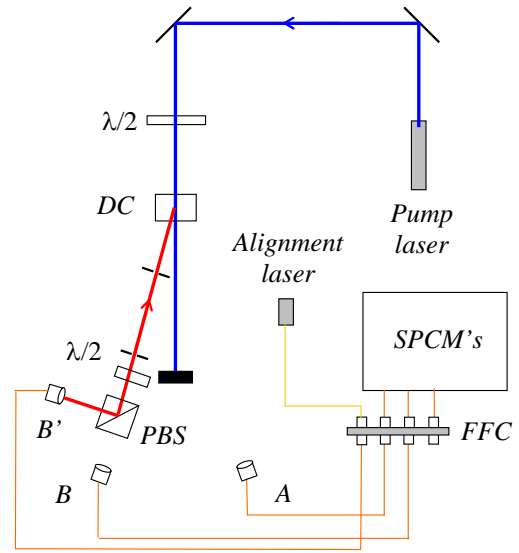 λ/2
DC
Pump
laser
Alignment
laser
SPCM's
λ/2
B'
PBS
FFC
B
A